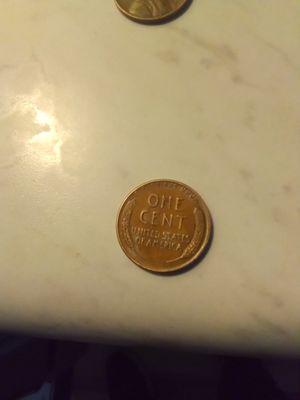 ONE
CENT
UNITED STATES
OF AMERICA